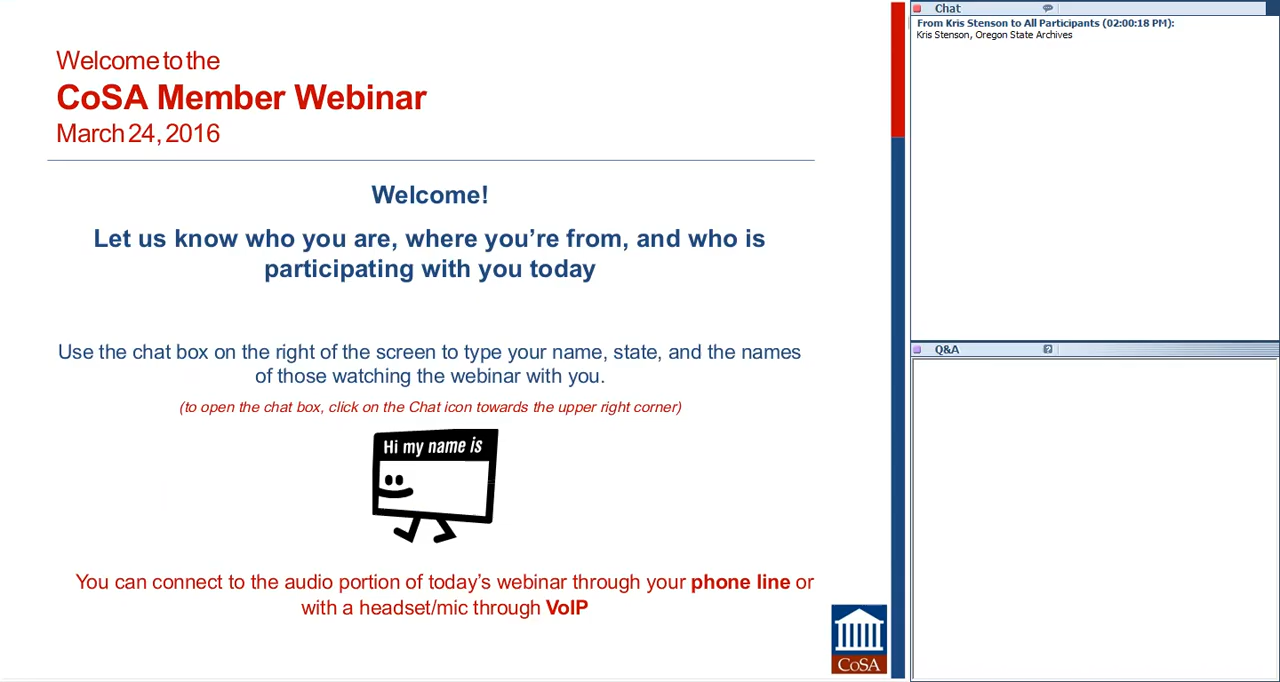 Welcome to the
CoSA Member Webinar
March 24, 2016
Welcome!
Let us know who you are, where you’re from, and who is
participating with you today
Use the chat box on the right of the screen to type your name, state, and the names
of those watching the webinar with you.
(to open the chat box, click on the Chat icon towards the upper right corner)
Hi my name is
You can connect to the audio portion of today’s webinar through your phone line or
with a headset/mic through VoIP
CoSA
Chat
From Kris Stenson to All Participants (02:00:18 PM):
Kris Stenson, Oregon State Archives
Q&A